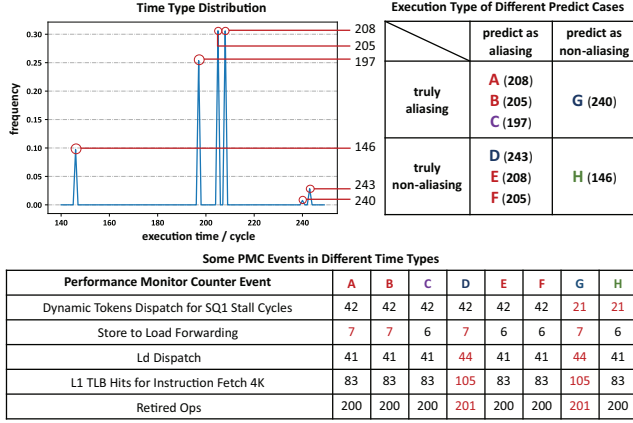 Time Type Distribution
0.30
0.25
0.20
0.15
0.10
0.05
0.00
frequency
140 160 180 200 220 240
execution time / cycle
208
205
197
146
243
240
Execution Type of Different Predict Cases
predict as aliasing
predict as non-aliasing
truly aliasing
A (208)
B (205)
C (197)
G (240)
truly non-aliasing
D (243)
E (208)
F (205)
H (146)
Some PMC Events in Different Time Types
Performance Monitor Counter Event A B C D E F G H
Dynamic Tokens Dispatch for SQ1 Stall Cycles 42 42 42 42 42 42 21 21
Store to Load Forwarding 7 7 6 7 6 6 7 6
Ld Dispatch 41 41 41 44 41 41 44 41
L1 TLB Hits for Instruction Fetch 4K 83 83 83 105 83 83 105 83
Retired Ops 200 200 200 201 200 200 201 200